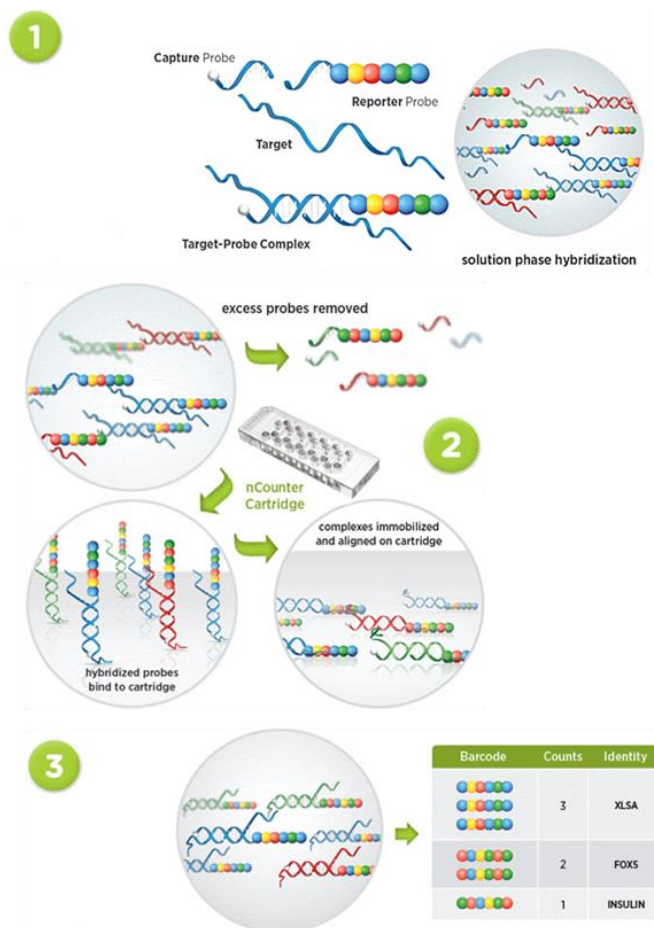 1
Capture Probe
Reporter Probe
Target
Target-Probe Complex
solution phase hybridization
excess probes removed
2
nCounter
Cartridge
complexes immobilized
and aligned on cartridge
hybridized probes
bind to cartridge
3
Barcode Counts Identity
3 XLSA
2 FOX5
1 INSULIN